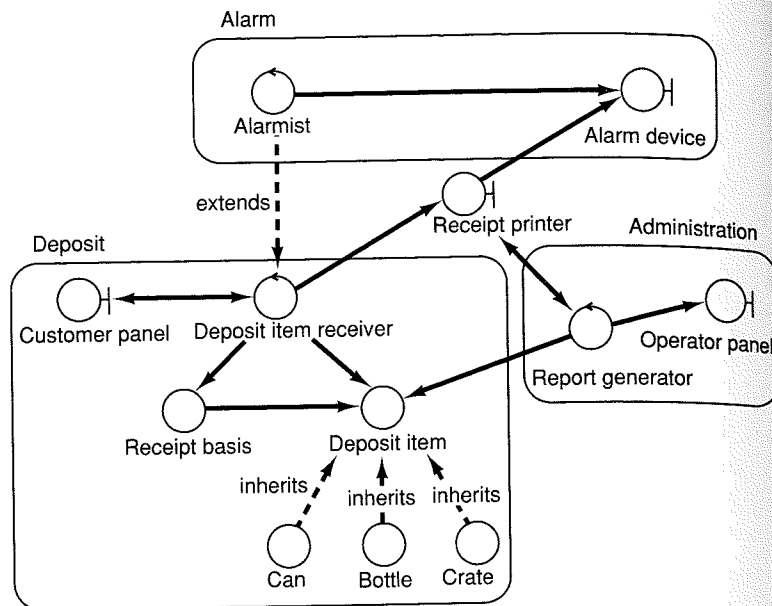 Alarm
Alarmist
Alarm device
extends
Receipt printer
Administration
Deposit
Customer panel
Deposit item receiver
Operator panel
Report generator
Receipt basis
Deposit item
inherits
inherits
inherits
Can
Bottle
Crate